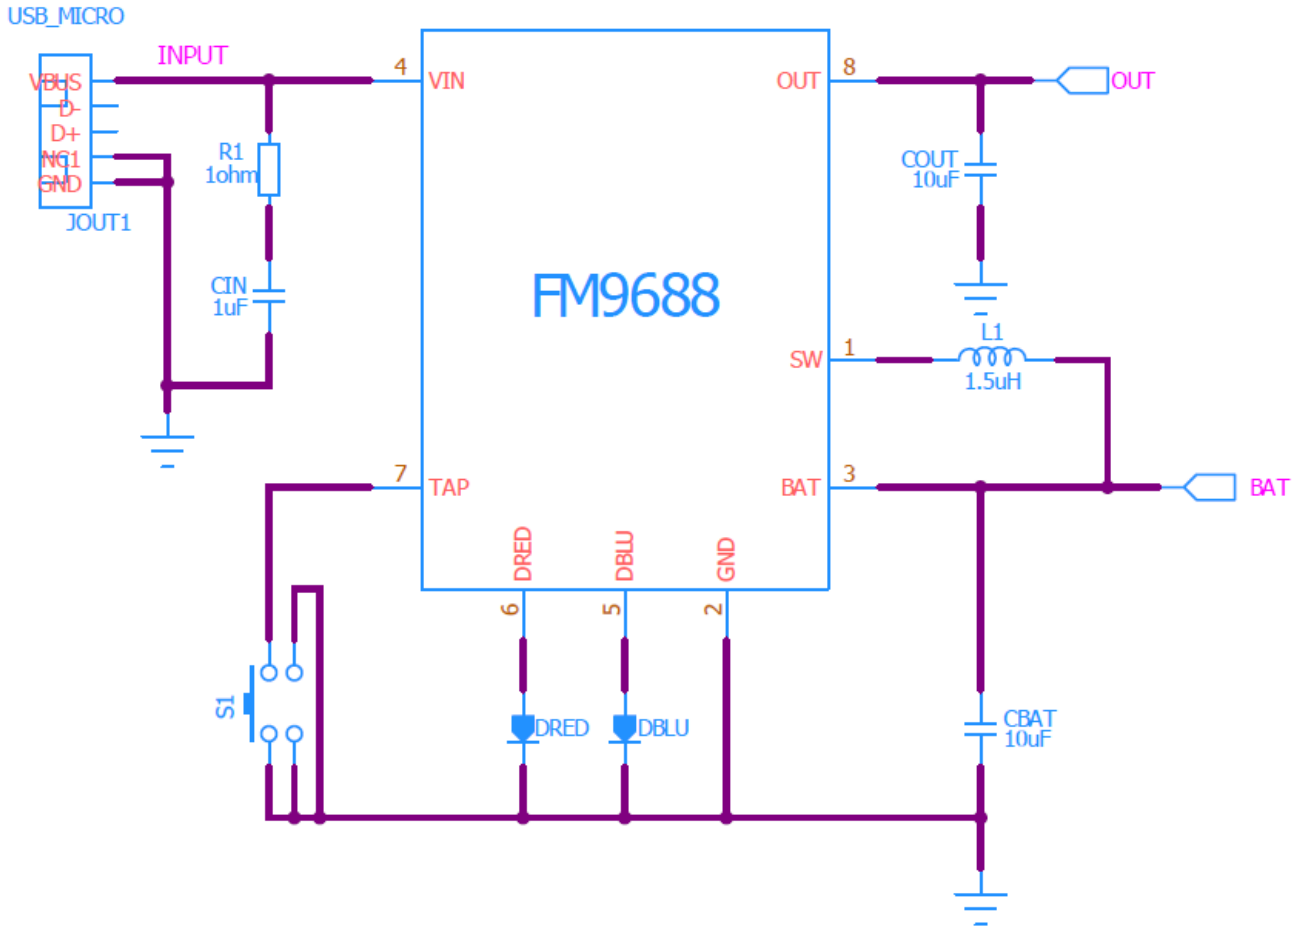 USB_MICRO
INPUT
VBUS
D-
D+
NC1
GND
JOUT1
R1
1ohm
CIN
1uF
4
VIN
OUT
8
OUT
COUT
10uF
FM9688
SW
1
L1
1.5uH
7
TAP
BAT
3
BAT
DRED
DBLU
GND
6
5
2
S1
DRED
DBLU
CBAT
10uF